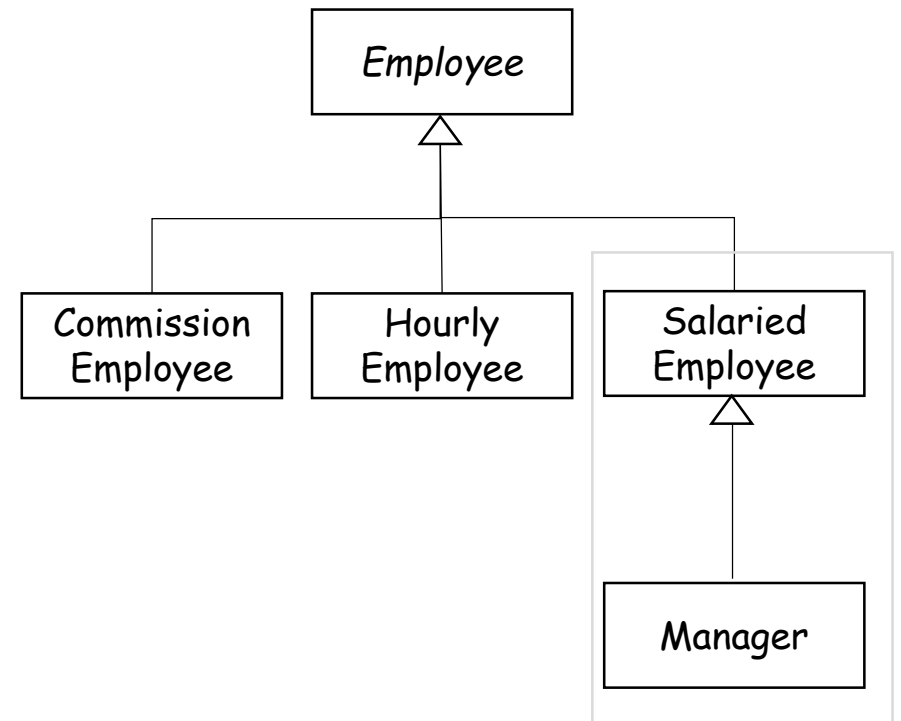 Employee
Commission
Employee
Hourly
Employee
Salaried
Employee
Manager